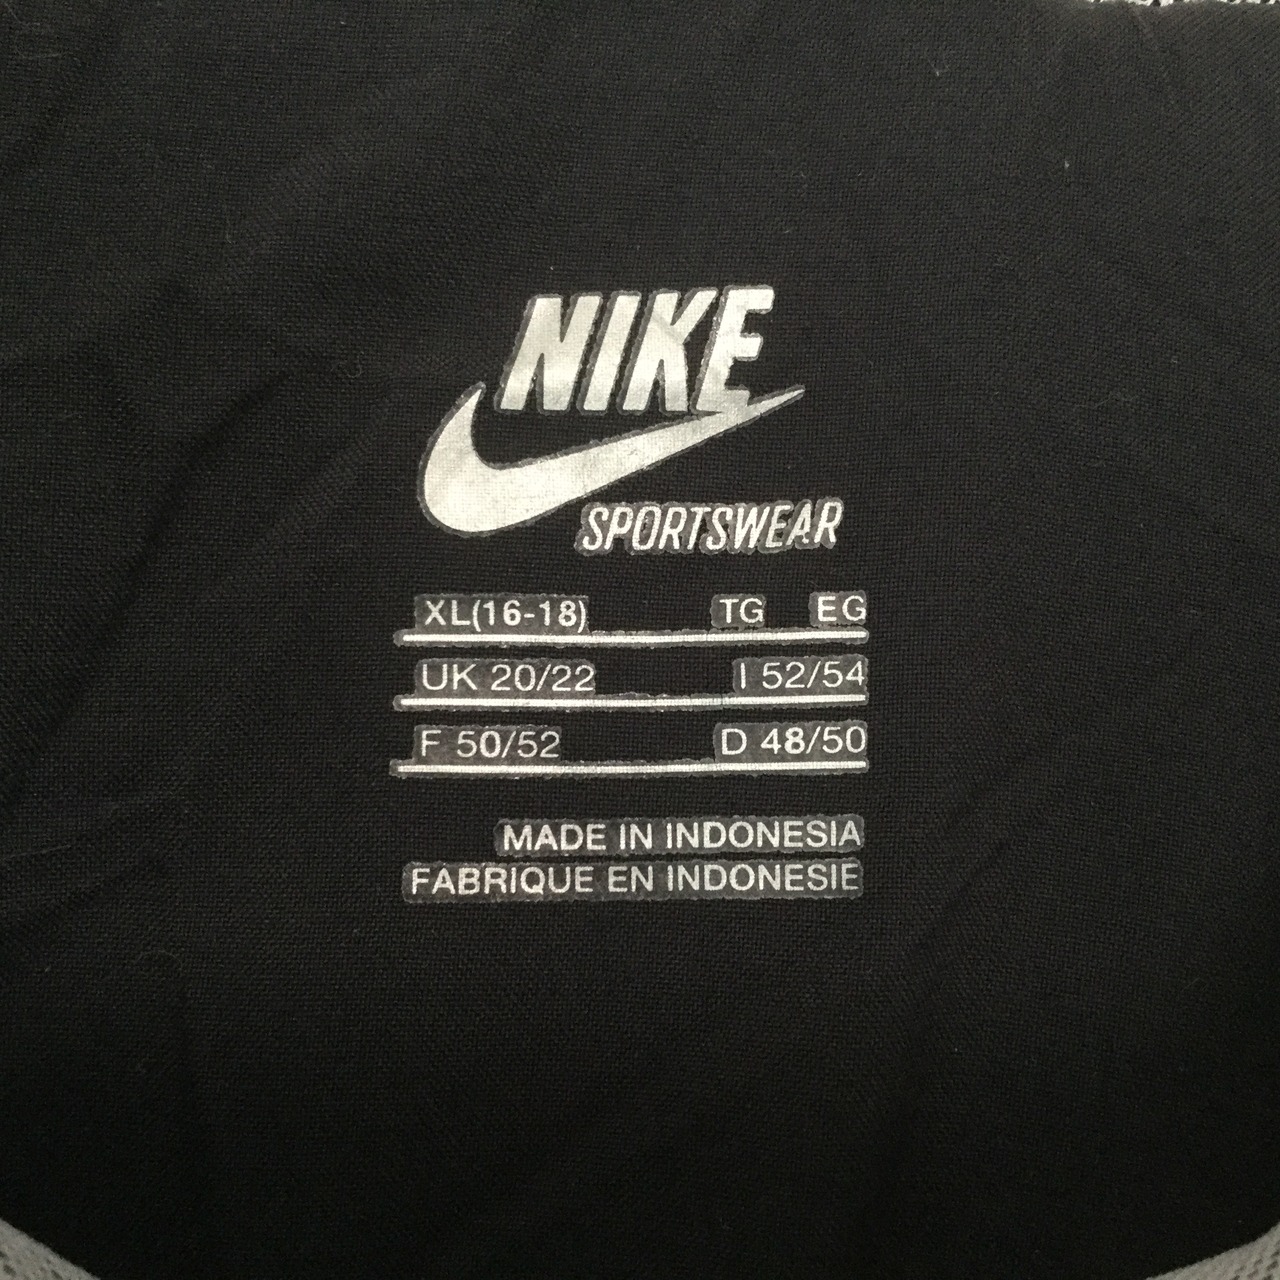 NIKE
SPORTSWEAR
XL(16-18) TG EG
UK 20/22 I 52/54
F 50/52 D 48/50
MADE IN INDONESIA
FABRIQUE EN INDONESIE